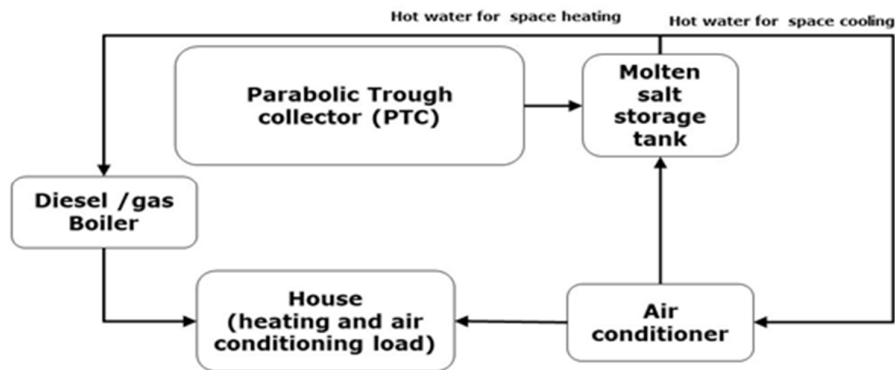 Hot water for space heating
Hot water for space cooling
Parabolic Trough
collector (PTC)
Molten
salt
storage
tank
Diesel /gas
Boiler
House
(heating and air
conditioning load)
Air
conditioner